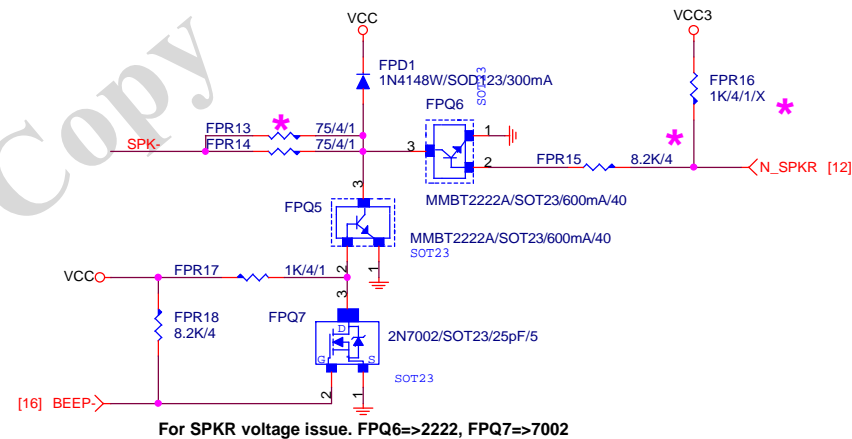 Copy
VCC
VCC3
FPD1
1N4148W/SOD123/300mA
SOT23
FPQ6
FPR16
1K/4/1/X
*
FPR13
*
75/4/1
SPK-
FPR14
75/4/1
3
1
2
FPR15
8.2K/4
*
N_SPKR [12]
MMBT2222A/SOT23/600mA/40
3
FPQ5
MMBT2222A/SOT23/600mA/40
SOT23
2
1
VCC
FPR17
1K/4/1
3
FPR18
8.2K/4
FPQ7
D
G
S
2N7002/SOT23/25pF/5
SOT23
2
1
[16] BEEP-
For SPKR voltage issue. FPQ6=>2222, FPQ7=>7002